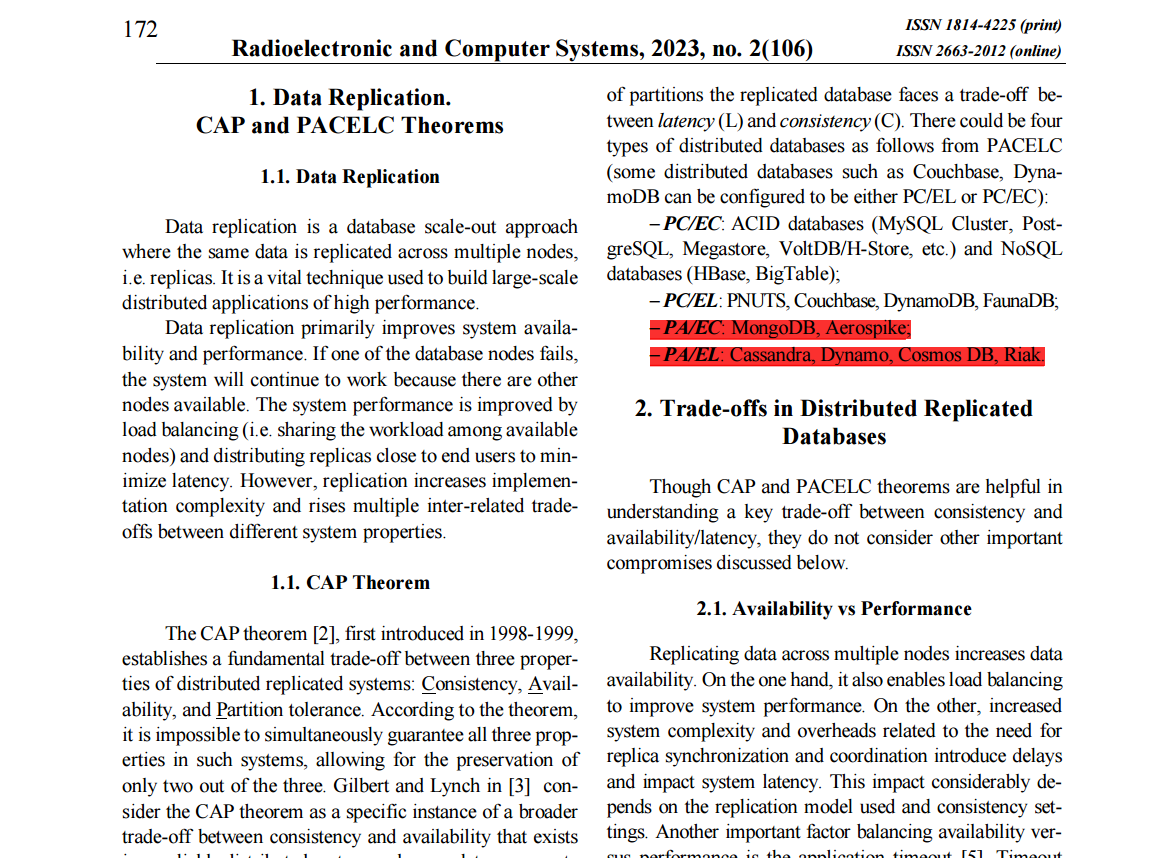 172
Radioelectronic and Computer Systems, 2023, no. 2(106)
ISSN 1814-4225 (print)
ISSN 2663-2012 (online)
1. Data Replication.
CAP and PACELC Theorems
1.1. Data Replication
Data replication is a database scale-out approach
where the same data is replicated across multiple nodes,
i.e. replicas. It is a vital technique used to build large-scale
distributed applications of high performance.
Data replication primarily improves system availa-
bility and performance. If one of the database nodes fails,
the system will continue to work because there are other
nodes available. The system performance is improved by
load balancing (i.e. sharing the workload among available
nodes) and distributing replicas close to end users to min-
imize latency. However, replication increases implemen-
tation complexity and rises multiple inter-related trade-
offs between different system properties.
1.1. CAP Theorem
The CAP theorem [2], first introduced in 1998-1999,
establishes a fundamental trade-off between three proper-
ties of distributed replicated systems: Consistency, Avail-
ability, and Partition tolerance. According to the theorem,
it is impossible to simultaneously guarantee all three prop-
erties in such systems, allowing for the preservation of
only two out of the three. Gilbert and Lynch in [3] con-
sider the CAP theorem as a specific instance of a broader
trade-off between consistency and availability that exists
of partitions the replicated database faces a trade-off be-
tween latency (L) and consistency (C). There could be four
types of distributed databases as follows from PACELC
(some distributed databases such as Couchbase, Dyna-
moDB can be configured to be either PC/EL or PC/EC):
– PC/EC: ACID databases (MySQL Cluster, Post-
greSQL, Megastore, VoltDB/H-Store, etc.) and NoSQL
databases (HBase, BigTable);
– PC/EL: PNUTS, Couchbase, DynamoDB, FaunaDB;
– PA/EC: MongoDB, Aerospike;
– PA/EL: Cassandra, Dynamo, Cosmos DB, Riak.
2. Trade-offs in Distributed Replicated
Databases
Though CAP and PACELC theorems are helpful in
understanding a key trade-off between consistency and
availability/latency, they do not consider other important
compromises discussed below.
2.1. Availability vs Performance
Replicating data across multiple nodes increases data
availability. On the one hand, it also enables load balancing
to improve system performance. On the other, increased
system complexity and overheads related to the need for
replica synchronization and coordination introduce delays
and impact system latency. This impact considerably de-
pends on the replication model used and consistency set-
tings. Another important factor balancing availability ver-
sus performance is the application timeout [5]. Timeout